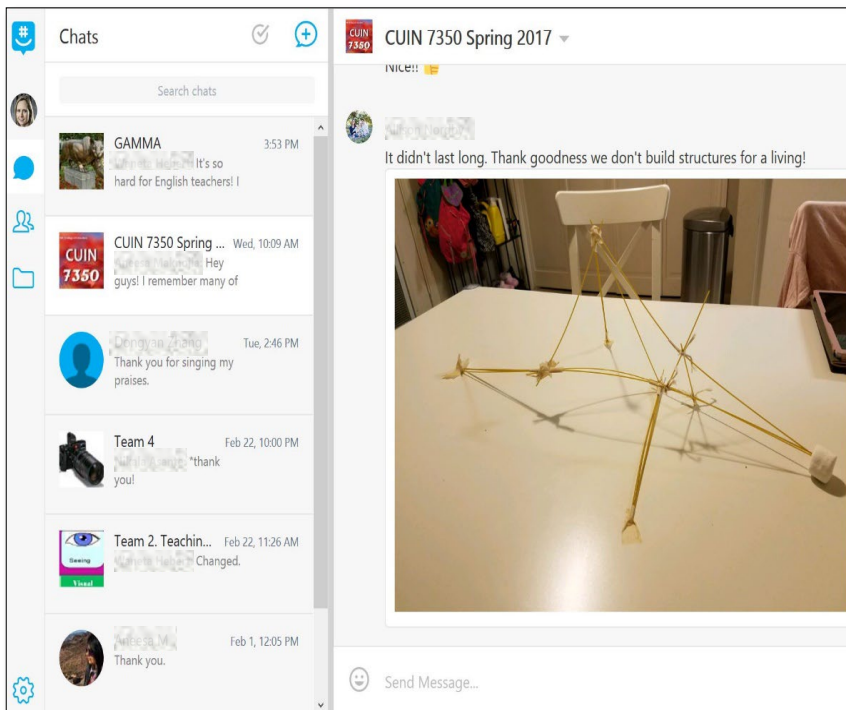 #
Chats
Search chats
GAMMA 3:53 PM
It's so
hard for English teachers! I
CUIN
7350
CUIN 7350 Spring ... Wed, 10:09 AM
Hey
guys! I remember many of
Tue, 2:46 PM
Thank you for singing my
praises.
Team 4 Feb 22, 10:00 PM
*thank
you!
Seeing
Visual
Team 2. Teachin... Feb 22, 11:26 AM
Changed.
Feb 1, 12:05 PM
Thank you.
CUIN
7350
CUIN 7350 Spring 2017
Nice!! 👍
It didn't last long. Thank goodness we don't build structures for a living!
Send Message...